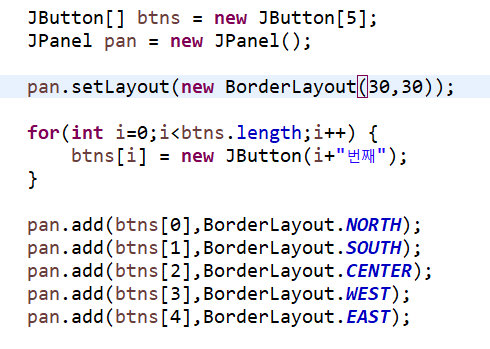 JButton[] btns = new JButton[5];
JPanel pan = new JPanel();
pan.setLayout(new BorderLayout(30,30));
for(int i=0;i<btns.length;i++) {
btns[i] = new JButton(i+"번째");
}
pan.add(btns[0],BorderLayout.NORTH);
pan.add(btns[1],BorderLayout.SOUTH);
pan.add(btns[2],BorderLayout.CENTER);
pan.add(btns[3],BorderLayout.WEST);
pan.add(btns[4],BorderLayout.EAST);